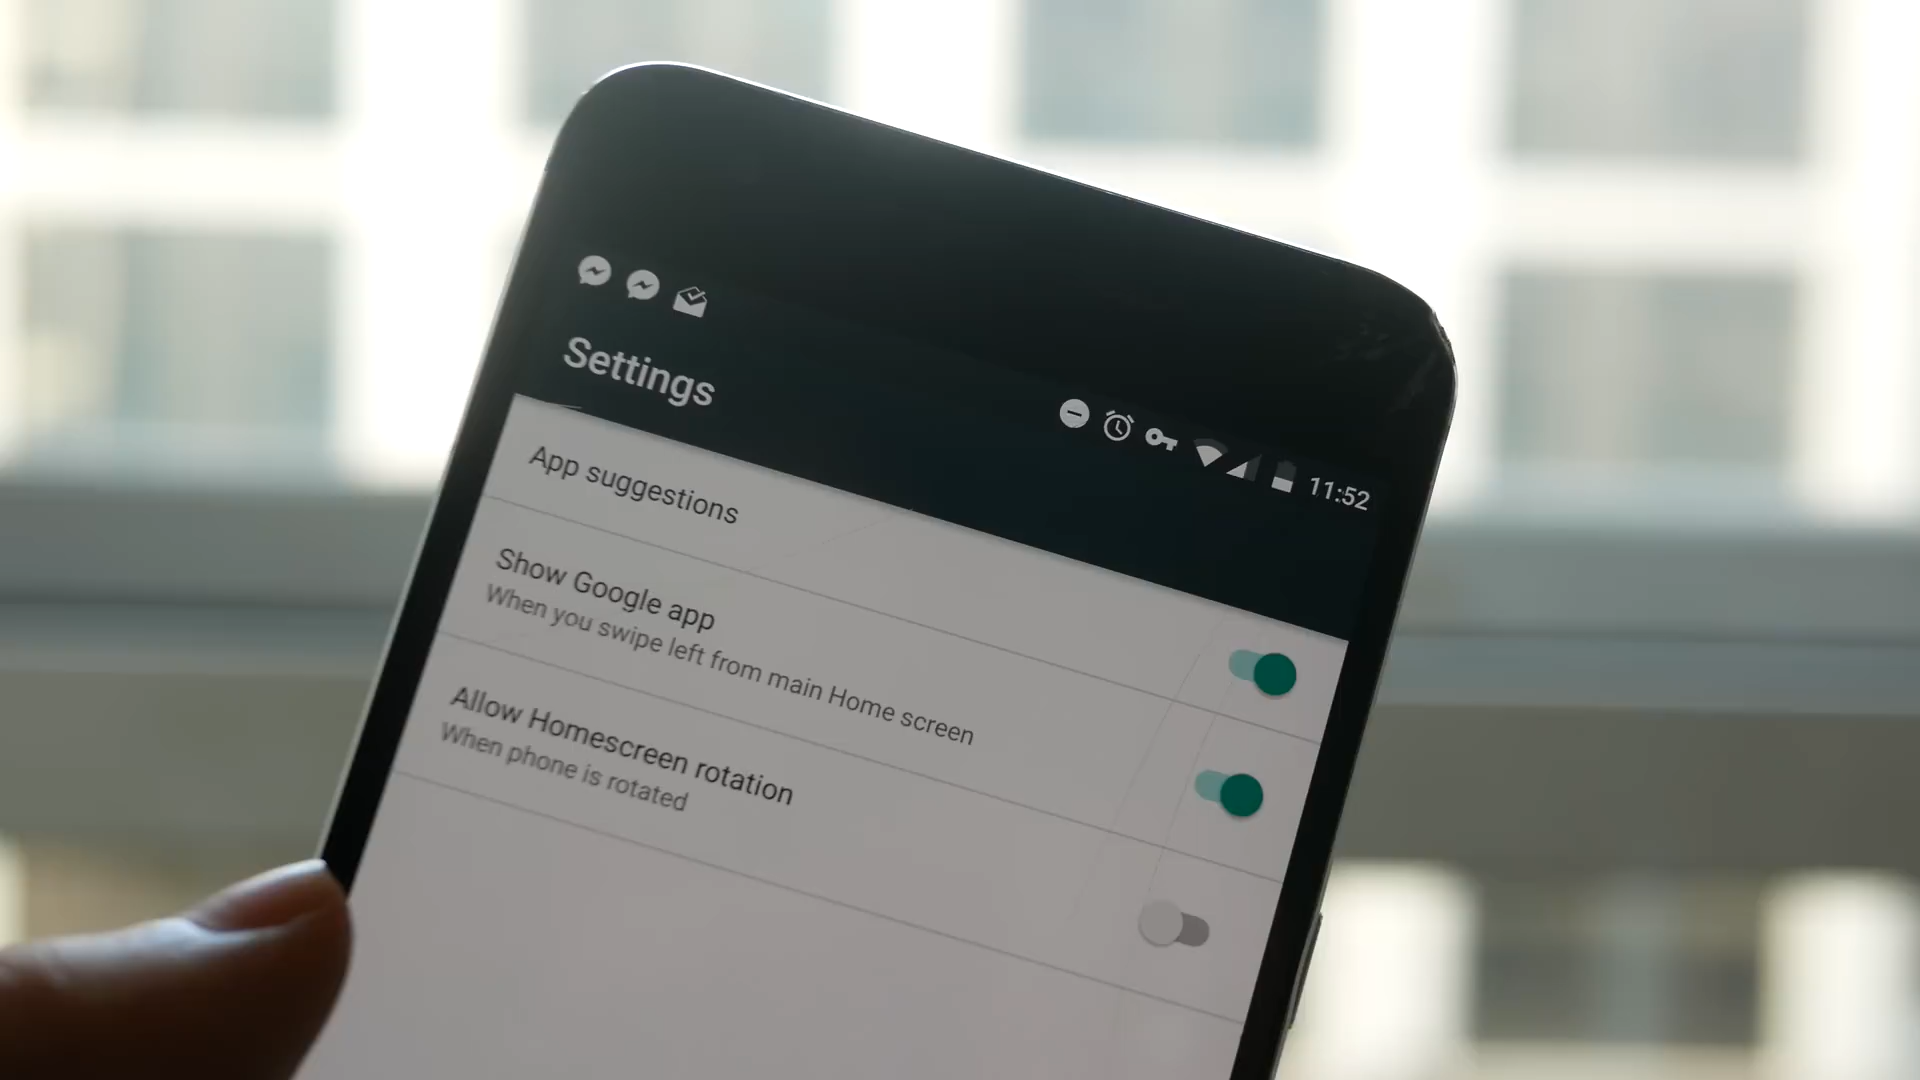 11:52
Settings
App suggestions
Show Google app
When you swipe left from main Home screen
Allow Homescreen rotation
When phone is rotated